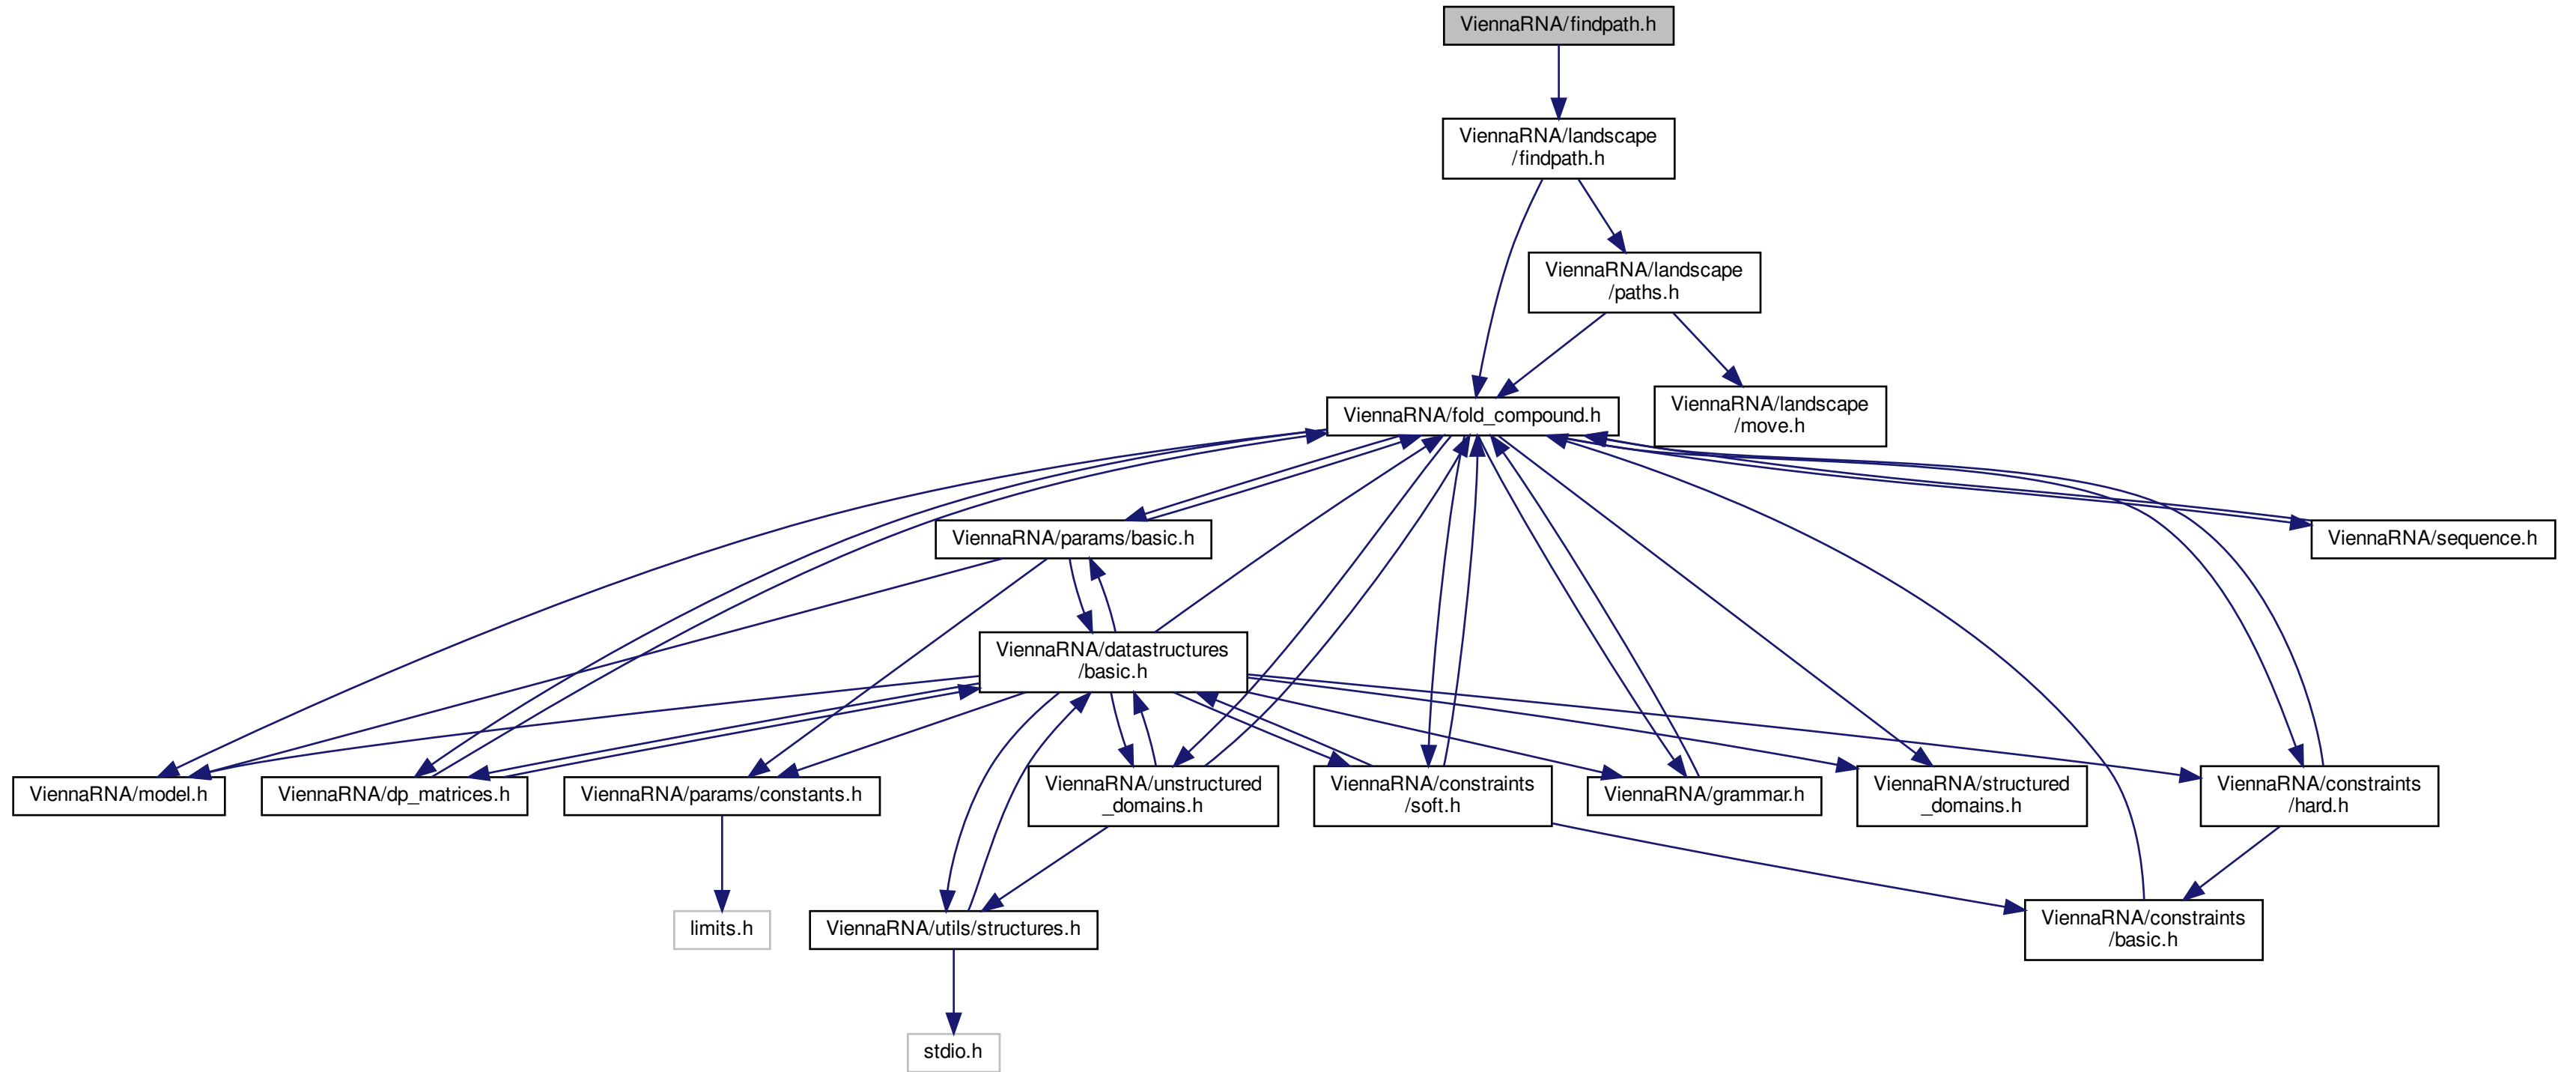 ViennaRNA/findpath.h
ViennaRNA/landscape
/findpath.h
ViennaRNA/landscape
/paths.h
ViennaRNA/fold_compound.h
ViennaRNA/landscape
/move.h
ViennaRNA/params/basic.h
ViennaRNA/sequence.h
ViennaRNA/datastructures
/basic.h
ViennaRNA/model.h
ViennaRNA/dp_matrices.h
ViennaRNA/params/constants.h
ViennaRNA/unstructured
_domains.h
ViennaRNA/constraints
/soft.h
ViennaRNA/grammar.h
ViennaRNA/structured
_domains.h
ViennaRNA/constraints
/hard.h
limits.h
ViennaRNA/utils/structures.h
ViennaRNA/constraints
/basic.h
stdio.h